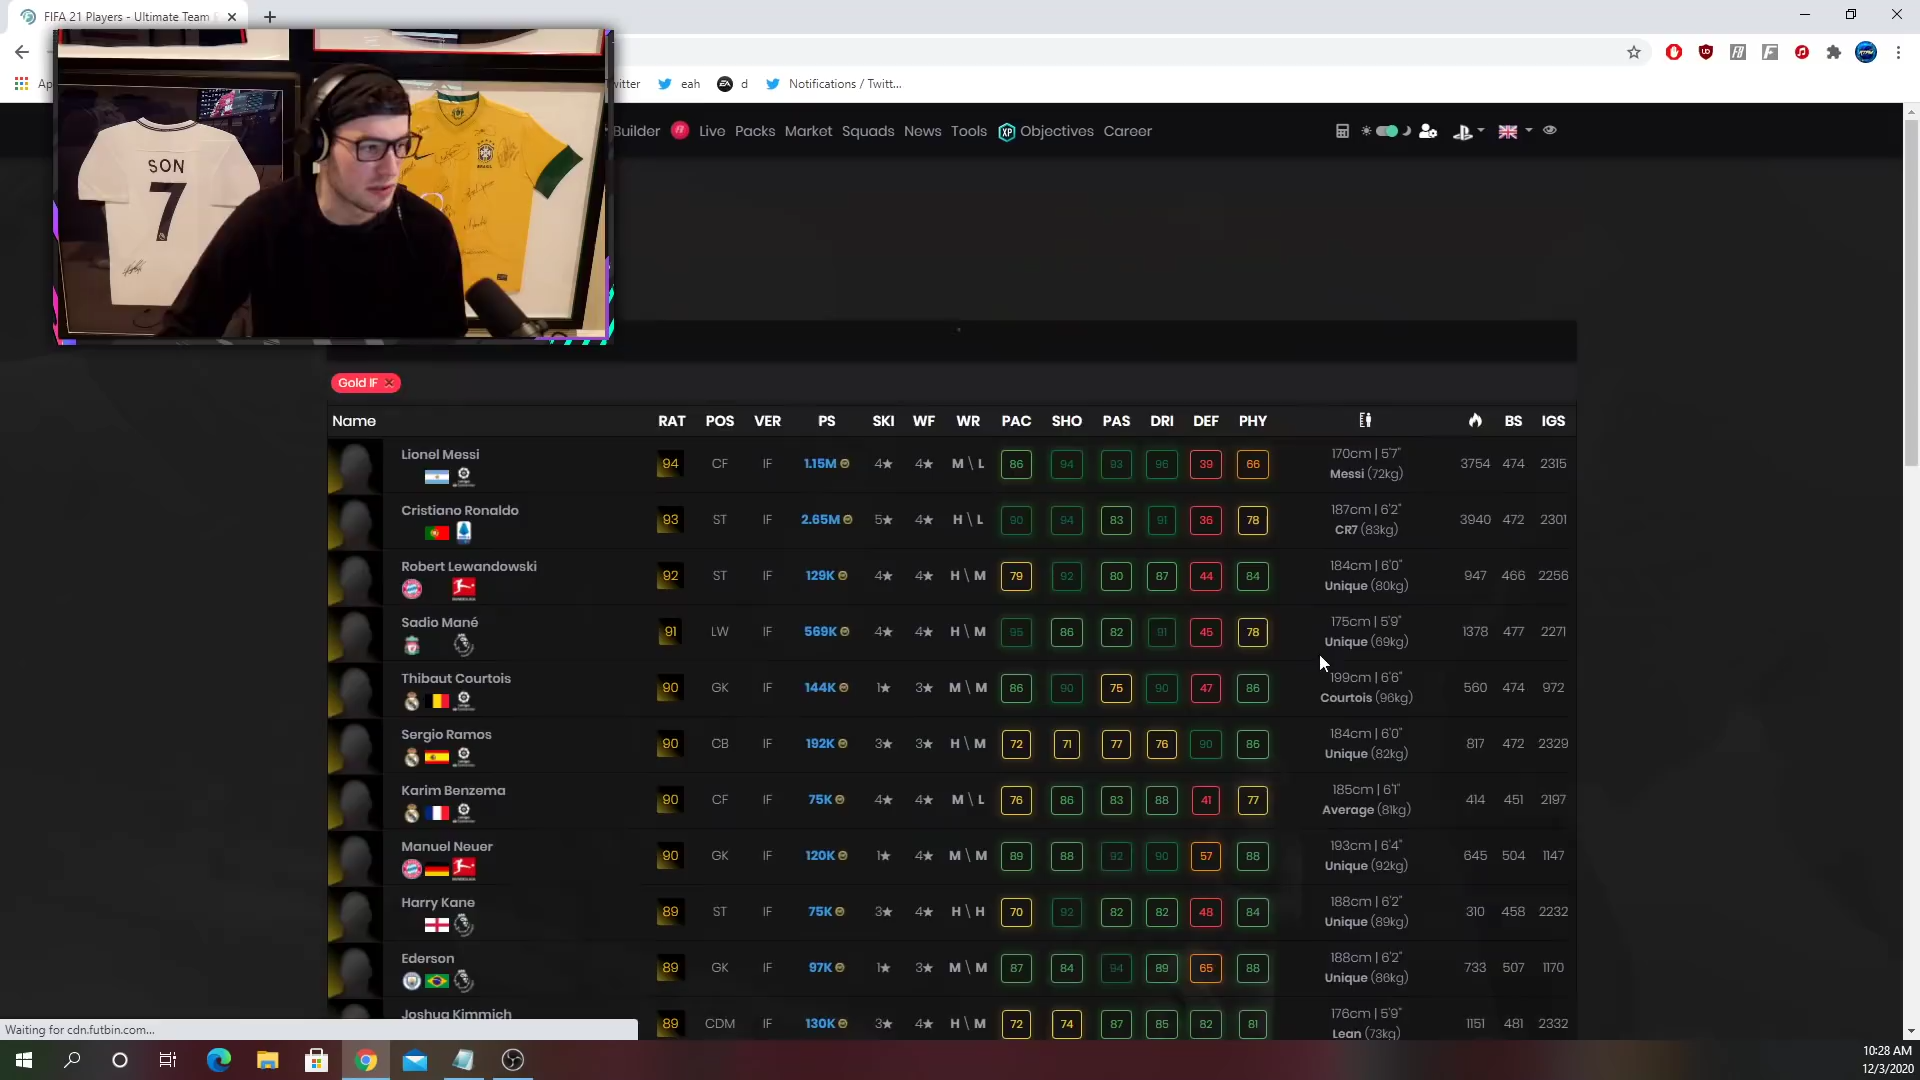 FIFA 21 Players - Ultimate Team
Twitter eah d Notifications / Twitt...
Builder Live Packs Market Squads News Tools XP Objectives Career
SON
7
BRASIL
Gold IF
Name RAT POS VER PS SKI WF WR PAC SHO PAS DRI DEF PHY BS IGS
Lionel Messi 94 CF IF 1.15M 4★ 4★ M \ L 86 94 93 96 39 66 170cm | 5'7" 3754 474 2315
Messi (72kg)
Cristiano Ronaldo 93 ST IF 2.65M 5★ 4★ H \ L 90 94 83 91 36 78 187cm | 6'2" 3940 472 2301
CR7 (83kg)
Robert Lewandowski 92 ST IF 129K 4★ 4★ H \ M 79 92 80 87 44 84 184cm | 6'0" 947 466 2256
Unique (80kg)
Sadio Mané 91 LW IF 569K 4★ 4★ H \ M 95 86 82 91 45 78 175cm | 5'9" 1378 477 2271
Unique (69kg)
Thibaut Courtois 90 GK IF 144K 1★ 3★ M \ M 86 90 75 90 47 86 199cm | 6'6" 560 474 972
Courtois (96kg)
Sergio Ramos 90 CB IF 192K 3★ 3★ H \ M 72 71 77 76 90 86 184cm | 6'0" 817 472 2329
Unique (82kg)
Karim Benzema 90 CF IF 75K 4★ 4★ M \ L 76 86 83 88 41 77 185cm | 6'1" 414 451 2197
Average (81kg)
Manuel Neuer 90 GK IF 120K 1★ 4★ M \ M 89 88 92 90 57 88 193cm | 6'4" 645 504 1147
Unique (92kg)
Harry Kane 89 ST IF 75K 3★ 4★ H \ H 70 92 82 82 48 84 188cm | 6'2" 310 458 2232
Unique (89kg)
Ederson 89 GK IF 97K 1★ 3★ M \ M 87 84 94 89 65 88 188cm | 6'2" 733 507 1170
Unique (86kg)
Joshua Kimmich 89 CDM IF 130K 3★ 4★ H \ M 72 74 87 85 82 81 176cm | 5'9" 1151 481 2332
Lean (73kg)
Waiting for cdn.futbin.com...
10:28 AM
12/3/2020